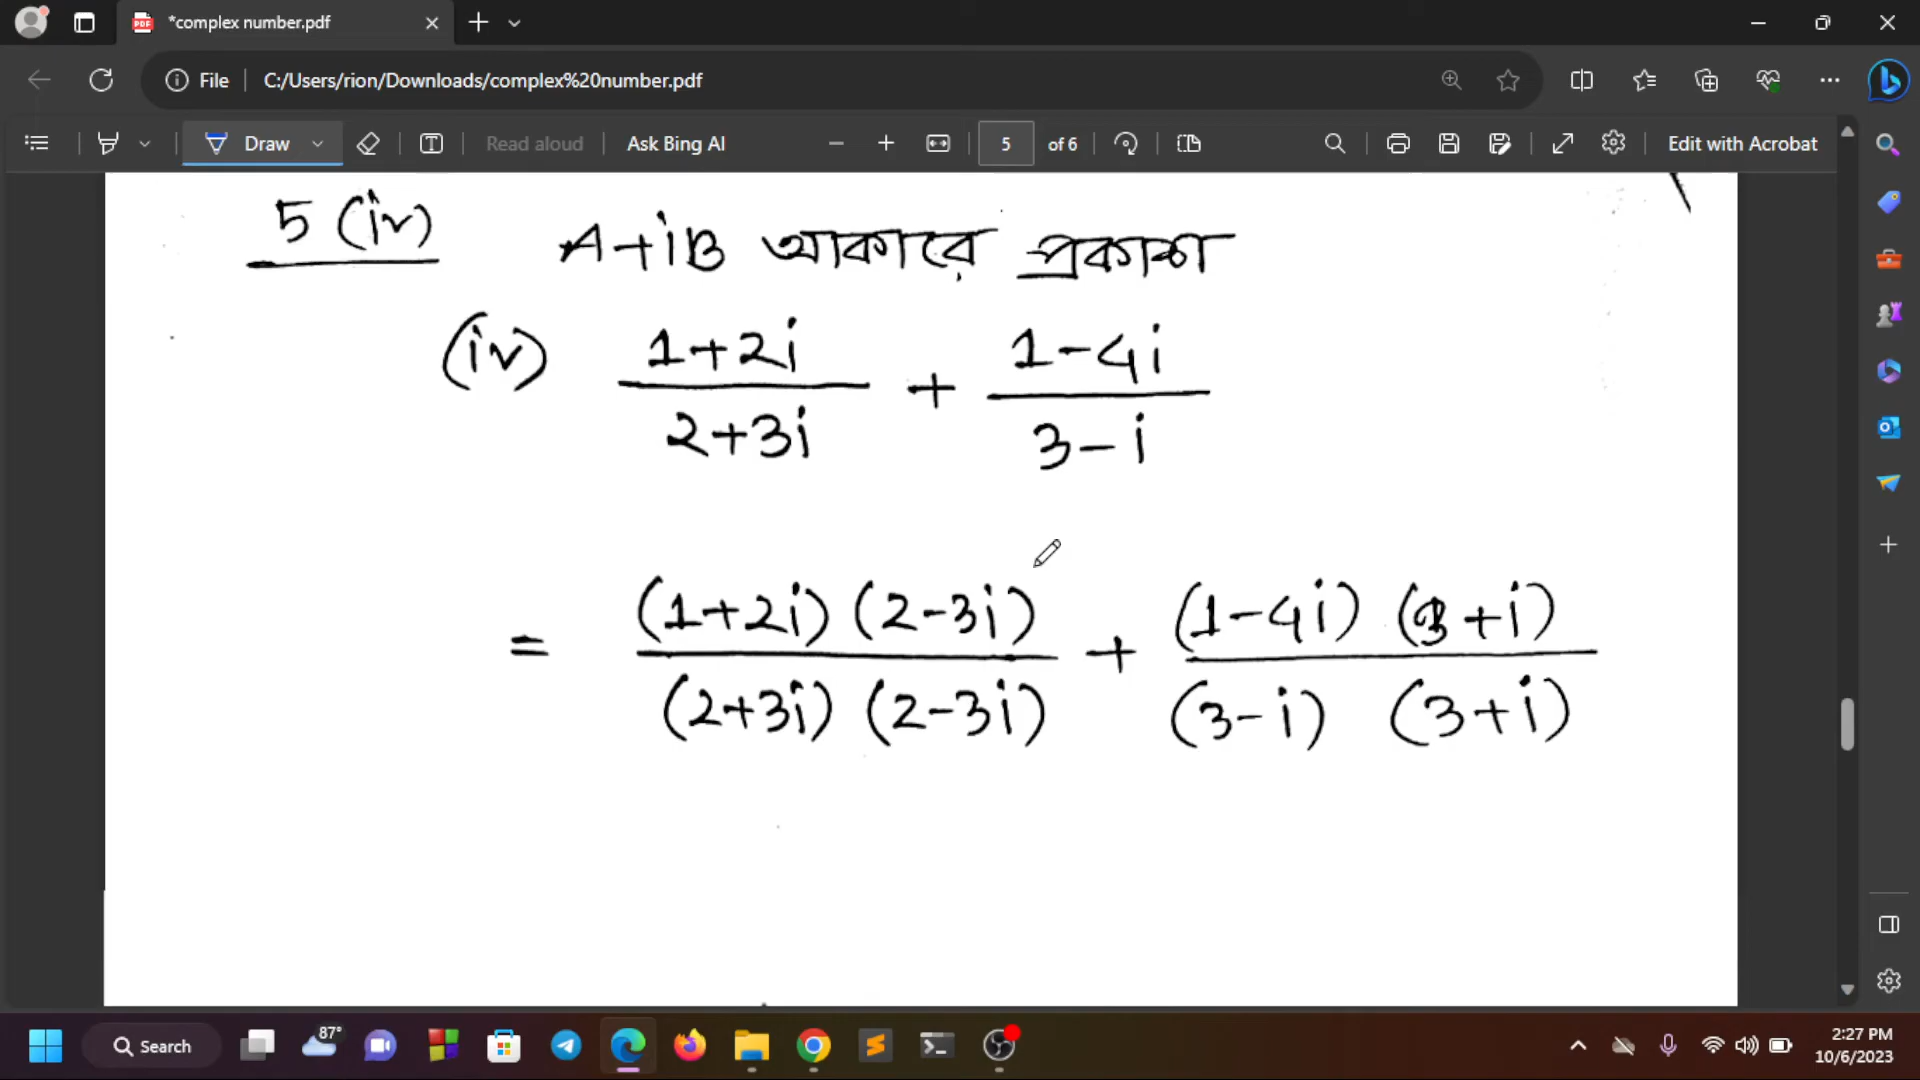 *complex number.pdf
File C:/Users/rion/Downloads/complex%20number.pdf
Draw Read aloud Ask Bing AI 5 of 6 Edit with Acrobat
5 (iv) A+iB আকারে প্রকাশ
(iv) 1+2i / 2+3i + 1-4i / 3-i
= (1+2i) (2-3i) / (2+3i) (2-3i) + (1-4i) (3+i) / (3-i) (3+i)
87°
Search
2:27 PM
10/6/2023